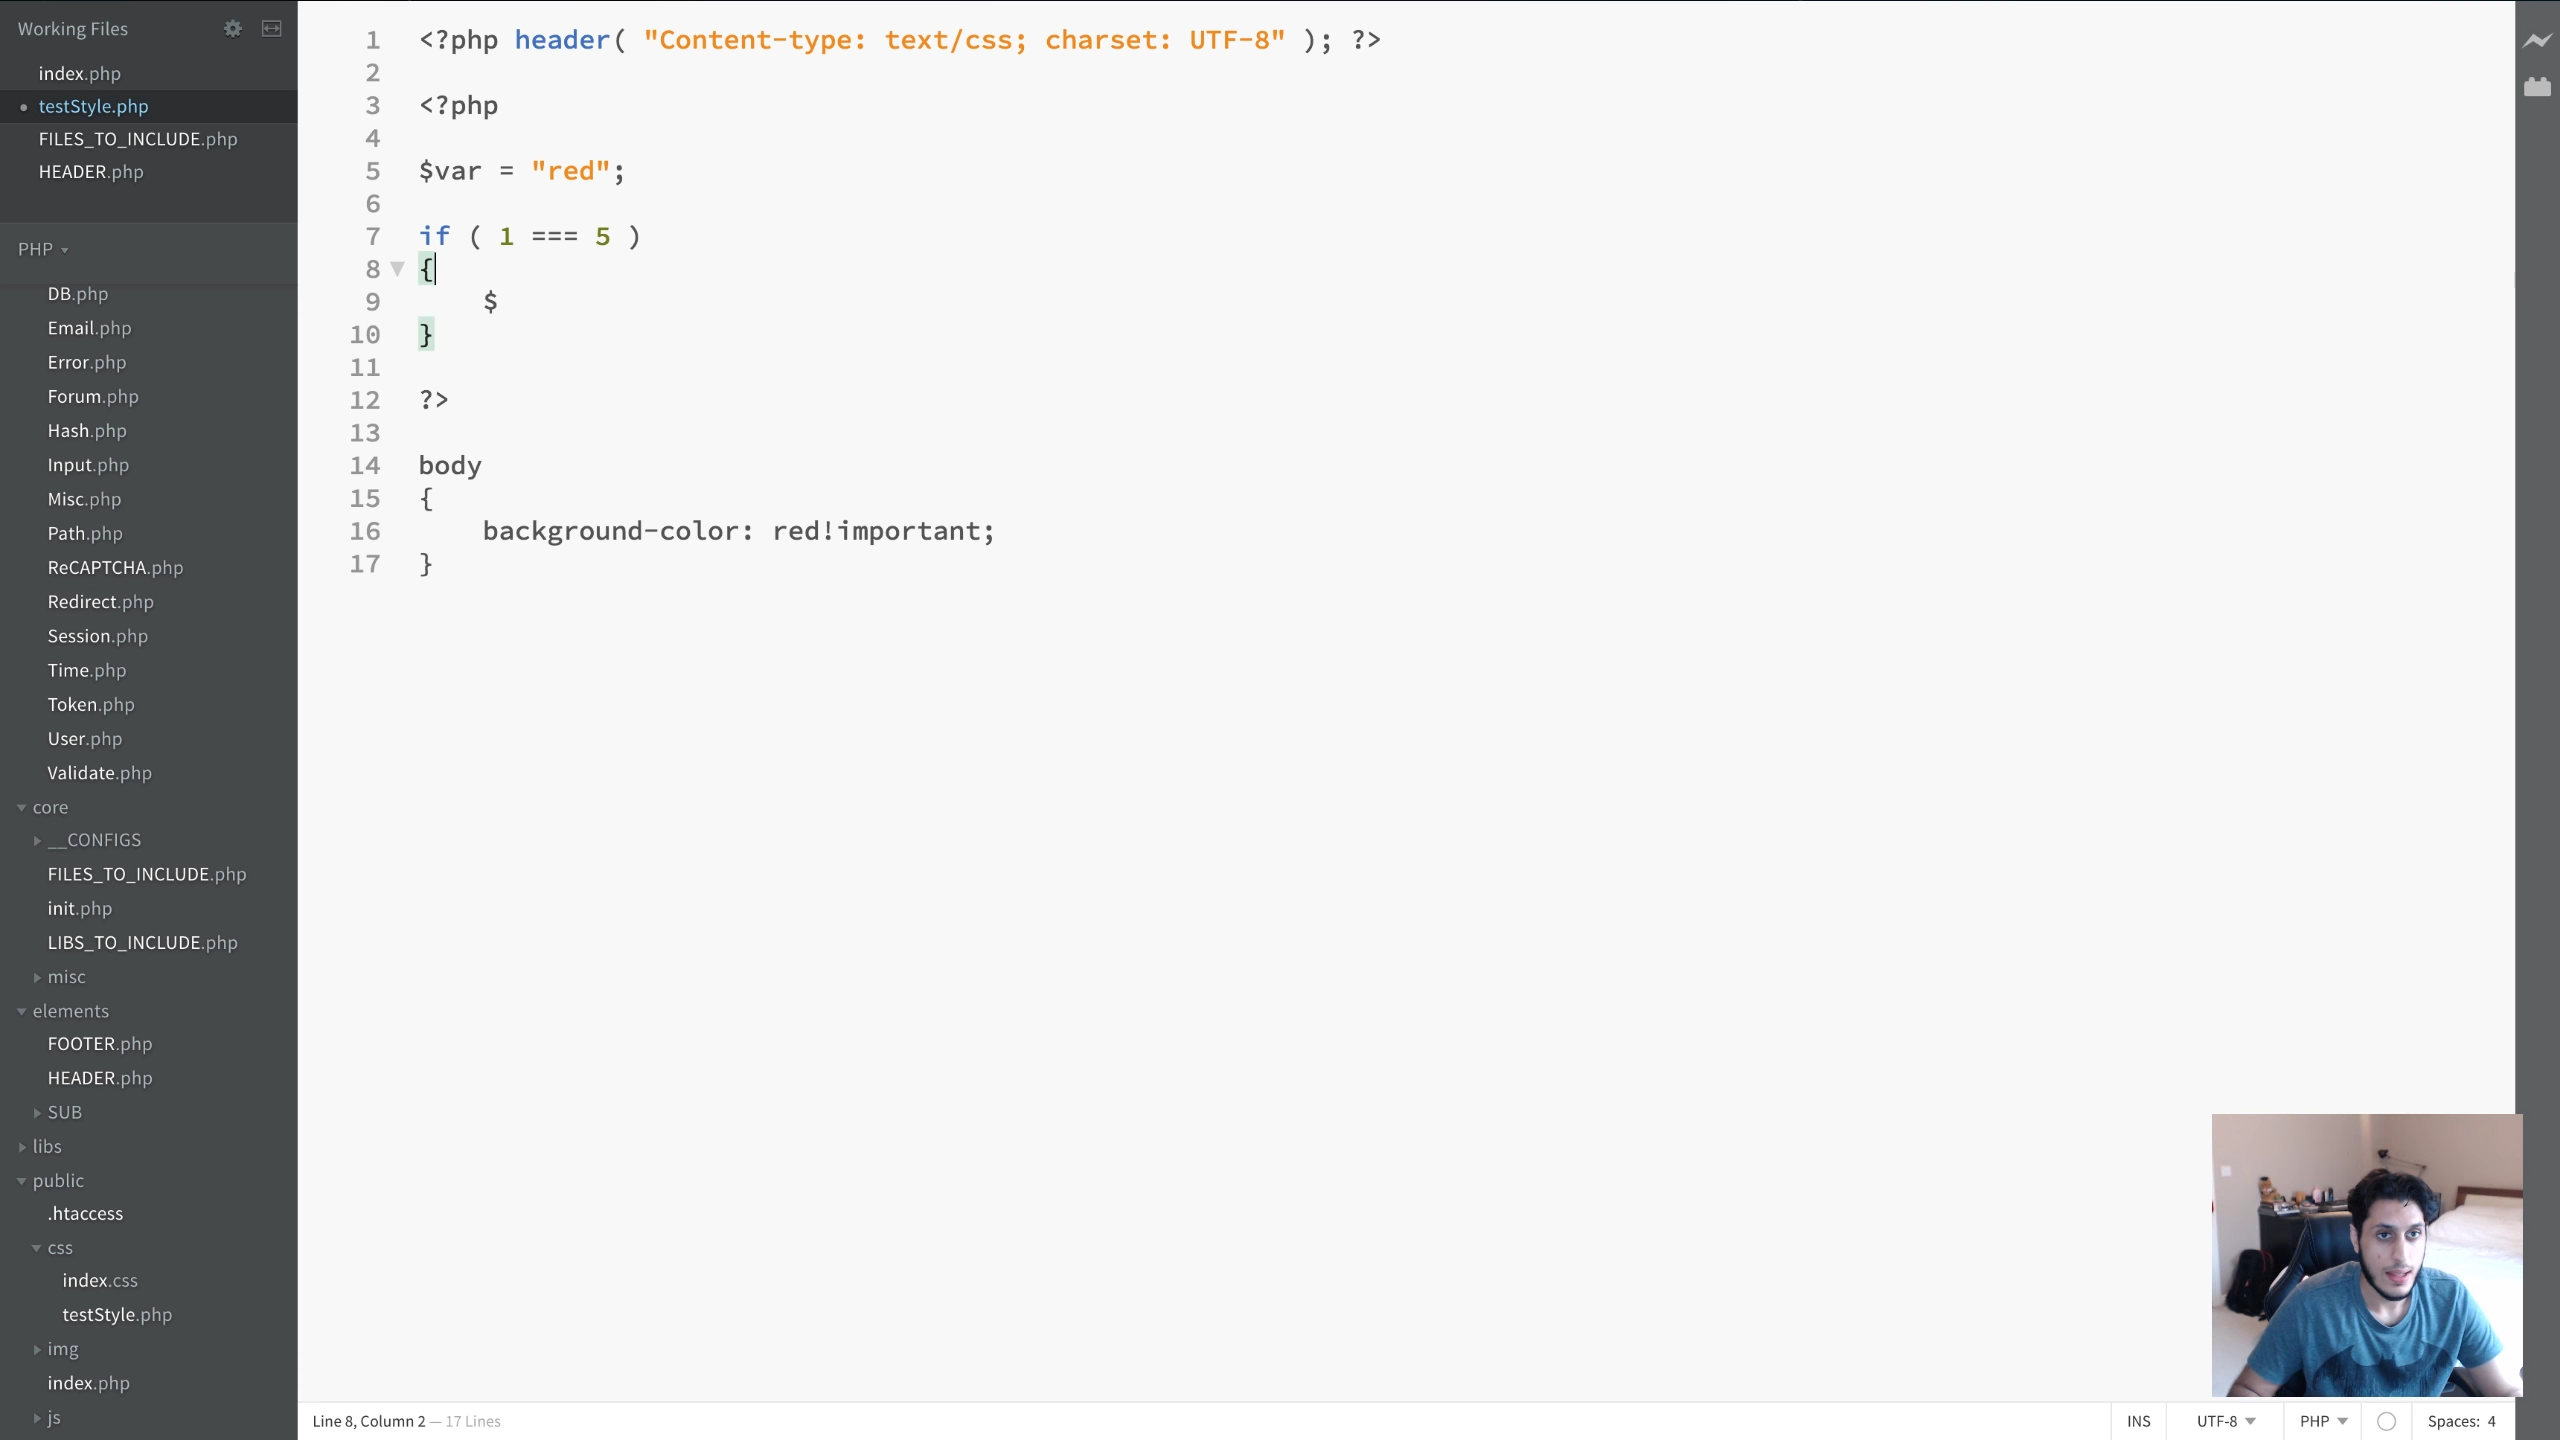 Working Files
index.php
testStyle.php
FILES_TO_INCLUDE.php
HEADER.php
PHP
DB.php
Email.php
Error.php
Forum.php
Hash.php
Input.php
Misc.php
Path.php
ReCAPTCHA.php
Redirect.php
Session.php
Time.php
Token.php
User.php
Validate.php
core
__CONFIGS
FILES_TO_INCLUDE.php
init.php
LIBS_TO_INCLUDE.php
misc
elements
FOOTER.php
HEADER.php
SUB
libs
public
.htaccess
css
index.css
testStyle.php
img
index.php
js
1 <?php header( "Content-type: text/css; charset: UTF-8" ); ?>
2
3 <?php
4
5 $var = "red";
6
7 if ( 1 === 5 )
8 {
9     $
10 }
11
12 ?>
13
14 body
15 {
16     background-color: red!important;
17 }
Line 8, Column 2 — 17 Lines
INS UTF-8 PHP Spaces: 4